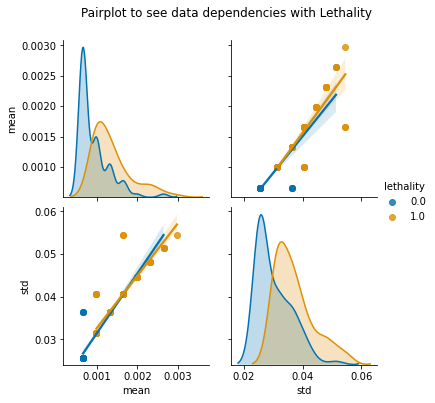 Pairplot to see data dependencies with Lethality
0.0030
0.0025
0.0020
0.0015
0.0010
mean
lethality
0.0
1.0
0.06
0.05
0.04
0.03
std
0.001 0.002 0.003
mean
0.02 0.04 0.06
std